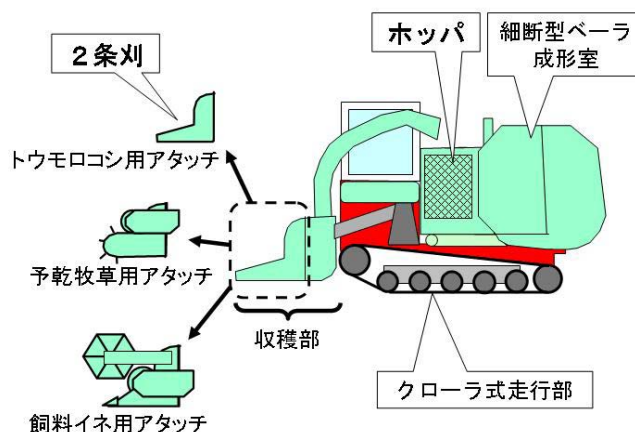 2条刈
ホッパ
細断型ベーラ
成形室
トウモロコシ用アタッチ
予乾牧草用アタッチ
収穫部
クローラ式走行部
飼料イネ用アタッチ